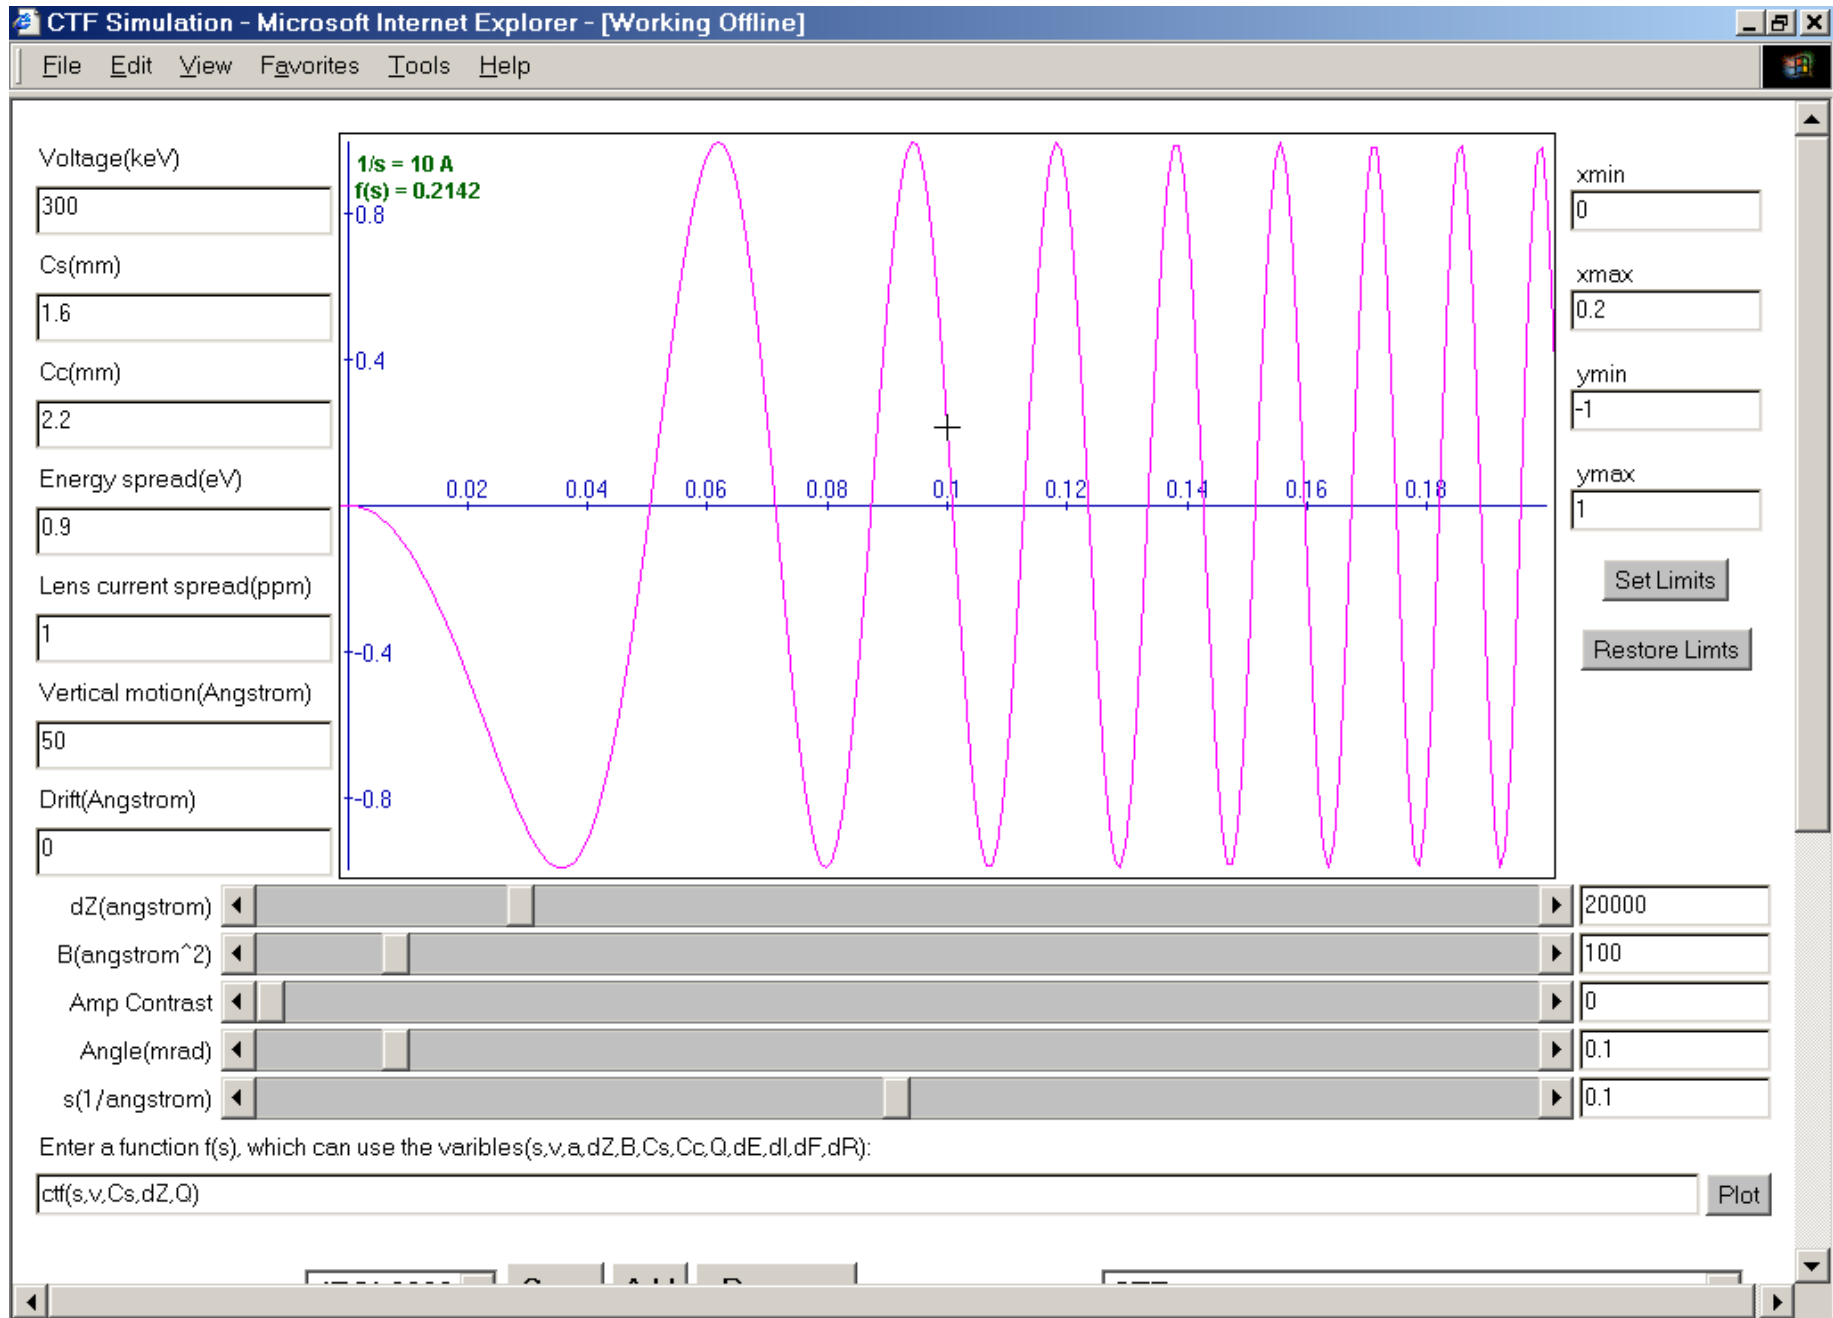 CTF Simulation - Microsoft Internet Explorer - [Working Offline]
File Edit View Favorites Tools Help
Voltage(keV)
300
Cs(mm)
1.6
Cc(mm)
2.2
Energy spread(eV)
0.9
Lens current spread(ppm)
1
Vertical motion(Angstrom)
50
Drift(Angstrom)
0
1/s = 10 A
f(s) = 0.2142
0.8
0.4
0.02 0.04 0.06 0.08 0.1 0.12 0.14 0.16 0.18
-0.4
-0.8
xmin
0
xmax
0.2
ymin
-1
ymax
1
Set Limits
Restore Limts
dZ(angstrom) 20000
B(angstrom^2) 100
Amp Contrast 0
Angle(mrad) 0.1
s(1/angstrom) 0.1
Enter a function f(s), which can use the varibles(s,v,a,dZ,B,Cs,Cc,Q,dE,dI,dF,dR):
ctf(s,v,Cs,dZ,Q)
Plot